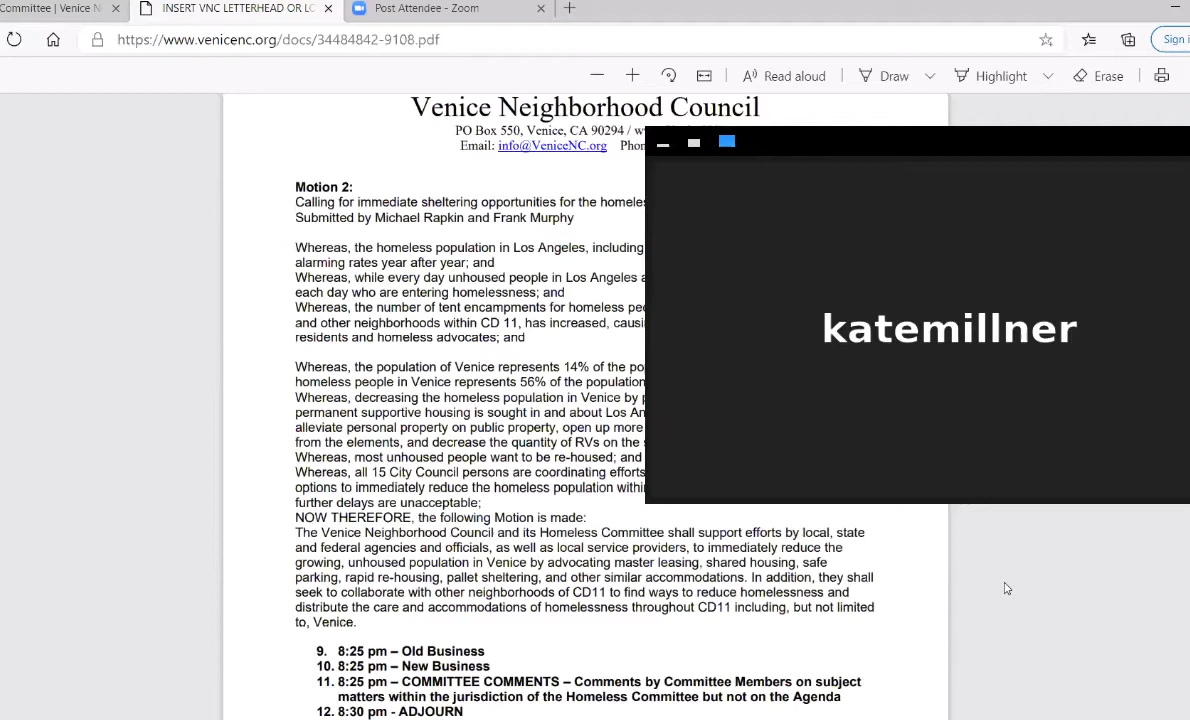 Committee | Venice N
INSERT VNC LETTERHEAD OR LO
Post Attendee - Zoom
https://www.venicenc.org/docs/34484842-9108.pdf
Sign i
Read aloud
Draw
Highlight
Erase
Venice Neighborhood Council
PO Box 550, Venice, CA 90294 / w
Email: info@VeniceNC.org Phon
Motion 2:
Calling for immediate sheltering opportunities for the homeles
Submitted by Michael Rapkin and Frank Murphy
Whereas, the homeless population in Los Angeles, including
alarming rates year after year; and
Whereas, while every day unhoused people in Los Angeles a
each day who are entering homelessness; and
Whereas, the number of tent encampments for homeless peo
and other neighborhoods within CD 11, has increased, causi
residents and homeless advocates; and
Whereas, the population of Venice represents 14% of the po
homeless people in Venice represents 56% of the population
Whereas, decreasing the homeless population in Venice by p
permanent supportive housing is sought in and about Los An
alleviate personal property on public property, open up more
from the elements, and decrease the quantity of RVs on the s
Whereas, most unhoused people want to be re-housed; and
Whereas, all 15 City Council persons are coordinating efforts
options to immediately reduce the homeless population withi
further delays are unacceptable;
NOW THEREFORE, the following Motion is made:
The Venice Neighborhood Council and its Homeless Committee shall support efforts by local, state
and federal agencies and officials, as well as local service providers, to immediately reduce the
growing, unhoused population in Venice by advocating master leasing, shared housing, safe
parking, rapid re-housing, pallet sheltering, and other similar accommodations. In addition, they shall
seek to collaborate with other neighborhoods of CD11 to find ways to reduce homelessness and
distribute the care and accommodations of homelessness throughout CD11 including, but not limited
to, Venice.
9. 8:25 pm – Old Business
10. 8:25 pm – New Business
11. 8:25 pm – COMMITTEE COMMENTS – Comments by Committee Members on subject
matters within the jurisdiction of the Homeless Committee but not on the Agenda
12. 8:30 pm - ADJOURN
katemillner